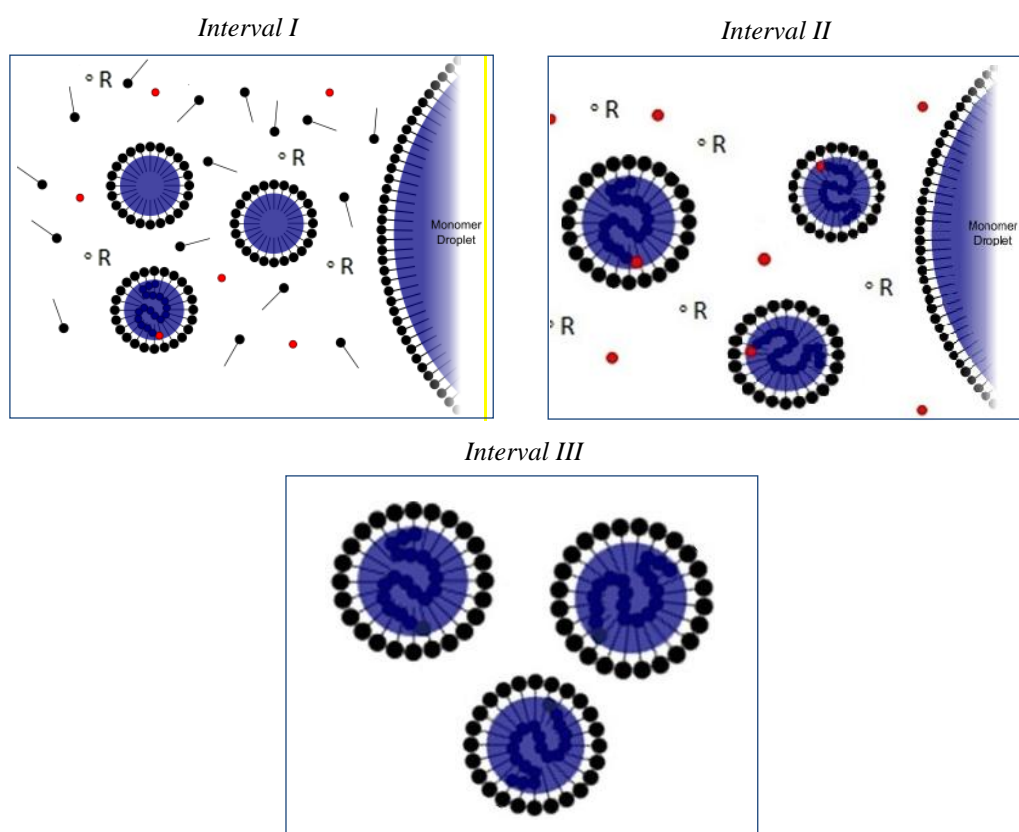 Interval I
R
R
R
R
Monomer
Droplet
Interval II
R
R
R
R
R
Monomer
Droplet
Interval III